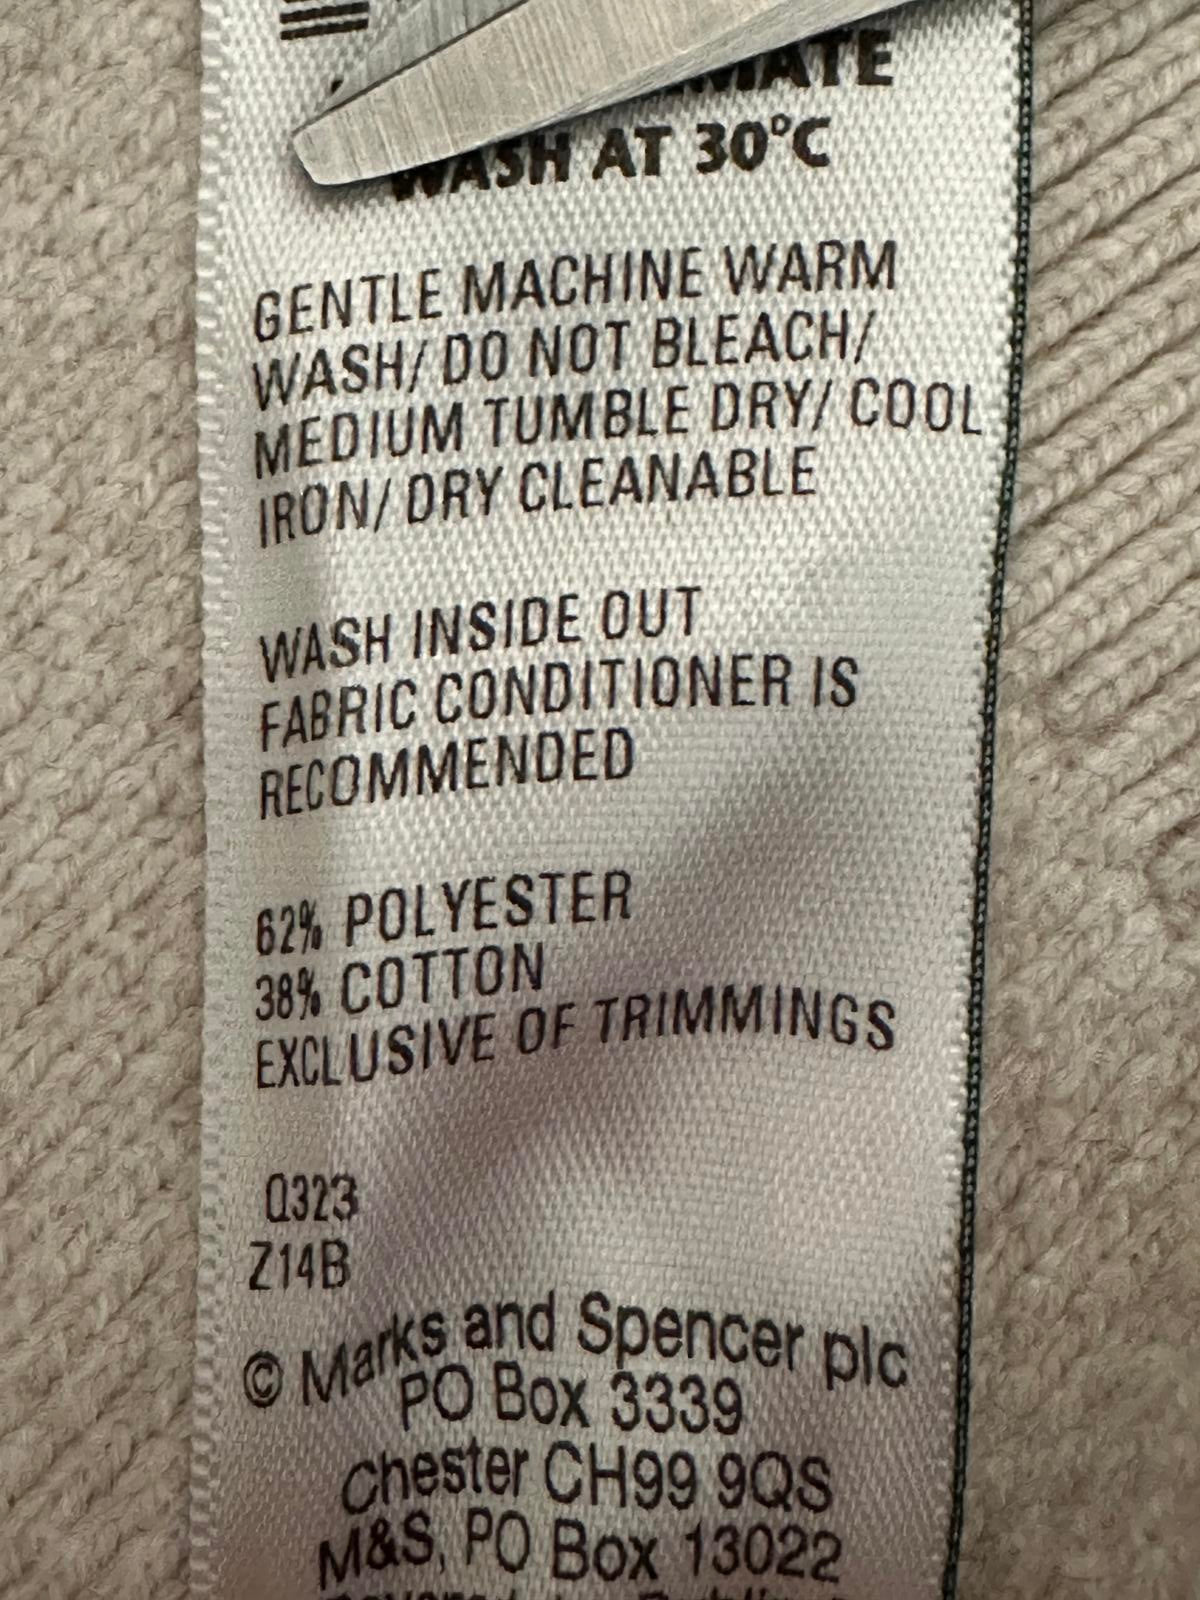 WASH AT 30°C
GENTLE MACHINE WARM
WASH/ DO NOT BLEACH/
MEDIUM TUMBLE DRY/ COOL
IRON/ DRY CLEANABLE
WASH INSIDE OUT
FABRIC CONDITIONER IS
RECOMMENDED
62% POLYESTER
38% COTTON
EXCLUSIVE OF TRIMMINGS
Q323
Z14B
© Marks and Spencer plc
PO Box 3339
Chester CH99 9QS
M&S, PO Box 13022